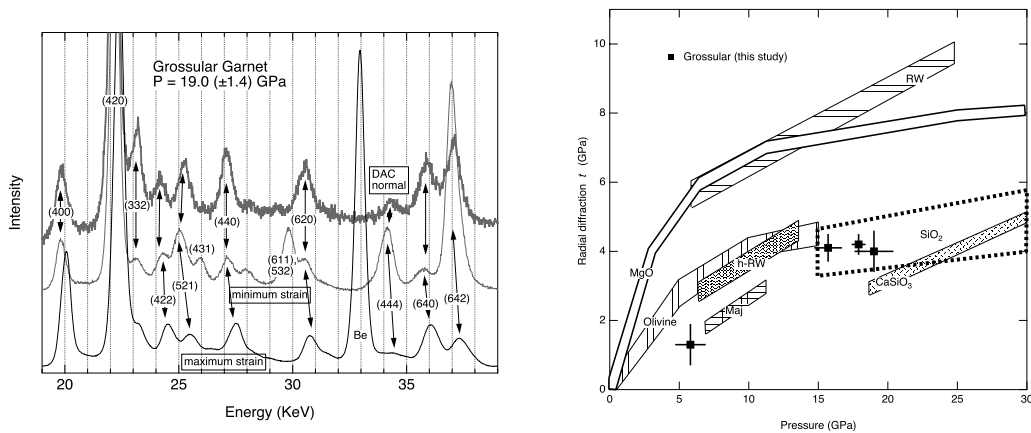 Grossular Garnet
P = 19.0 (±1.4) GPa
(420)
(400)
(332)
(440)
(620)
DAC
normal
(431)
(611)
(532)
(422)
(521)
minimum strain
(444)
(640)
(642)
Be
maximum strain
Intensity
20
25
30
35
Energy (KeV)
Grossular (this study)
RW
MgO
h-RW
Olivine
Maj
SiO2
CaSiO3
Radial diffraction t (GPa)
10
8
6
4
2
0
0
5
10
15
20
25
30
Pressure (GPa)